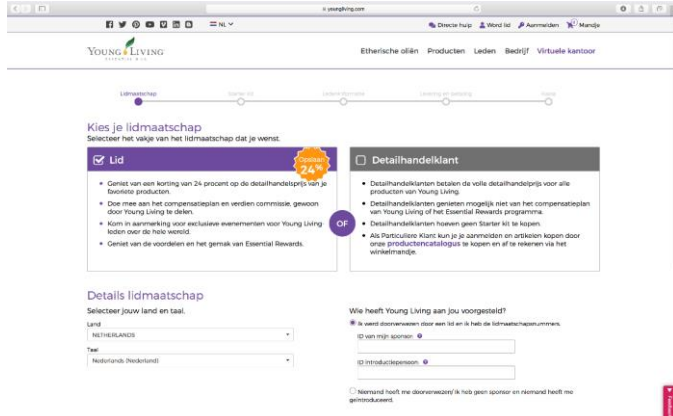 youngliving.com
NL
Directe hulp
Word lid
Aanmelden
Mandje
YOUNG LIVING
Etherische oliën Producten Leden Bedrijf Virtuele kantoor
Lidmaatschap
Starter kit
Kies je lidmaatschap
Selecteer het vakje van het lidmaatschap dat je wenst.
Lid
Opslaan
24%
Geniet van een korting van 24 procent op de detailhandelsprijs van je
favoriete producten.
Doe mee aan het compensatieplan en verdien commissie, gewoon
door Young Living te delen.
Kom in aanmerking voor exclusieve evenementen voor Young Living
leden over de hele wereld.
Geniet van de voordelen en het gemak van Essential Rewards.
OF
Detailhandelklant
Detailhandelklanten betalen de volle detailhandelprijs voor alle
producten van Young Living.
Detailhandelklanten genieten mogelijk niet van het compensatieplan
van Young Living of het Essential Rewards programma.
Detailhandelklanten hoeven geen Starter kit te kopen.
Als Particuliere Klant kun je je aanmelden en artikelen kopen door
onze productencatalogus te kopen en af te rekenen via het
winkelmandje.
Details lidmaatschap
Selecteer jouw land en taal.
Land
NETHERLANDS
Taal
Nederlands (Nederland)
Wie heeft Young Living aan jou voorgesteld?
Ik werd doorverwezen door een lid en ik heb de lidmaatschapsnummers.
ID van mijn sponsor
ID introductiepersoon
Niemand heeft me doorverwezen/ ik heb geen sponsor en niemand heeft me
geïntroduceerd.